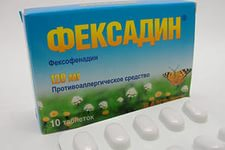 ФЕКСАДИН®
Фексофенадин
180 мг
Противоаллергическое средство
10 таблеток